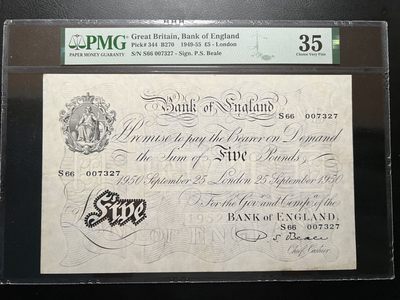 PMG
PAPER MONEY GUARANTY
Great Britain, Bank of England
Pick# 344 B270 1949-55 £5 - London
S/N S66 007327 - Sign. P.S. Beale
35
Choice Very Fine
Bank of England
S66 007327
Promise to pay the Bearer on Demand
the Sum of Five Pounds
S66 007327
1950 September 25 London 25 September 1950
For the Govr. and Compa. of the
BANK OF ENGLAND,
Five
S66 007327
P. S. Beale
Chief Cashier